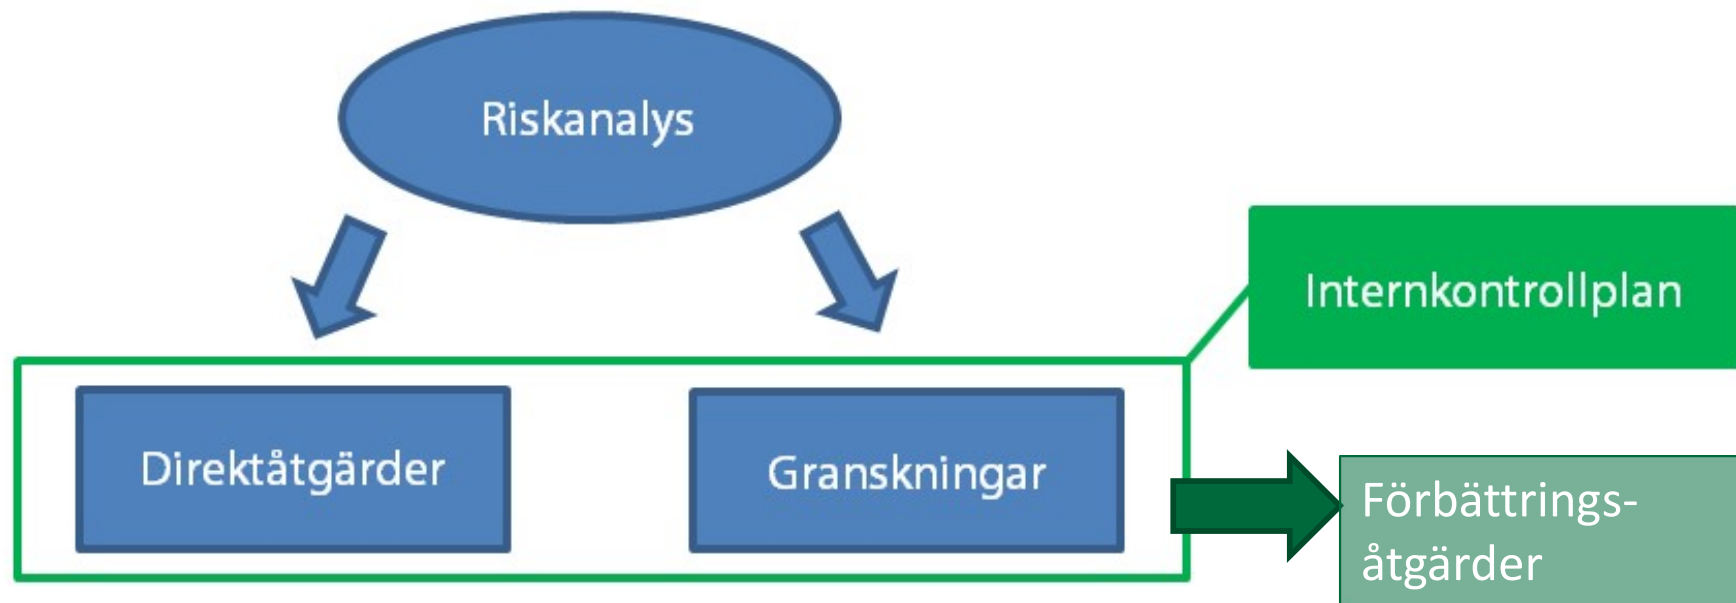 Riskanalys
Internkontrollplan
Direktåtgärder
Granskningar
Förbättrings-
åtgärder